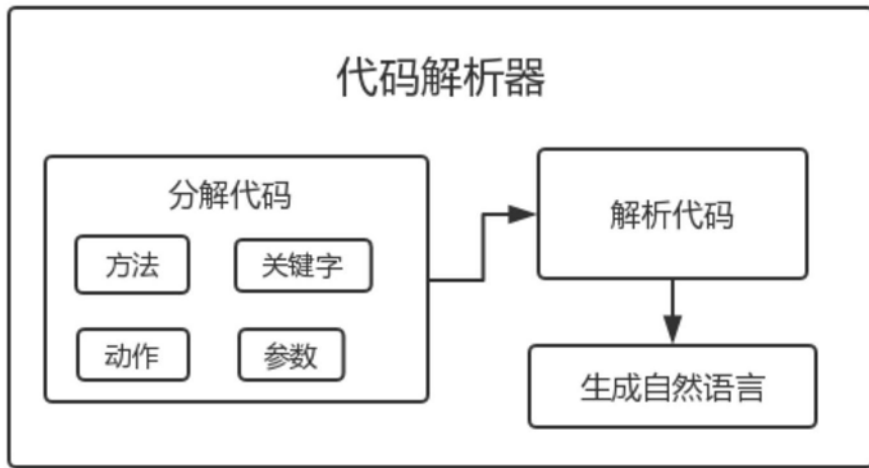 代码解析器
分解代码
方法
关键字
动作
参数
解析代码
生成自然语言